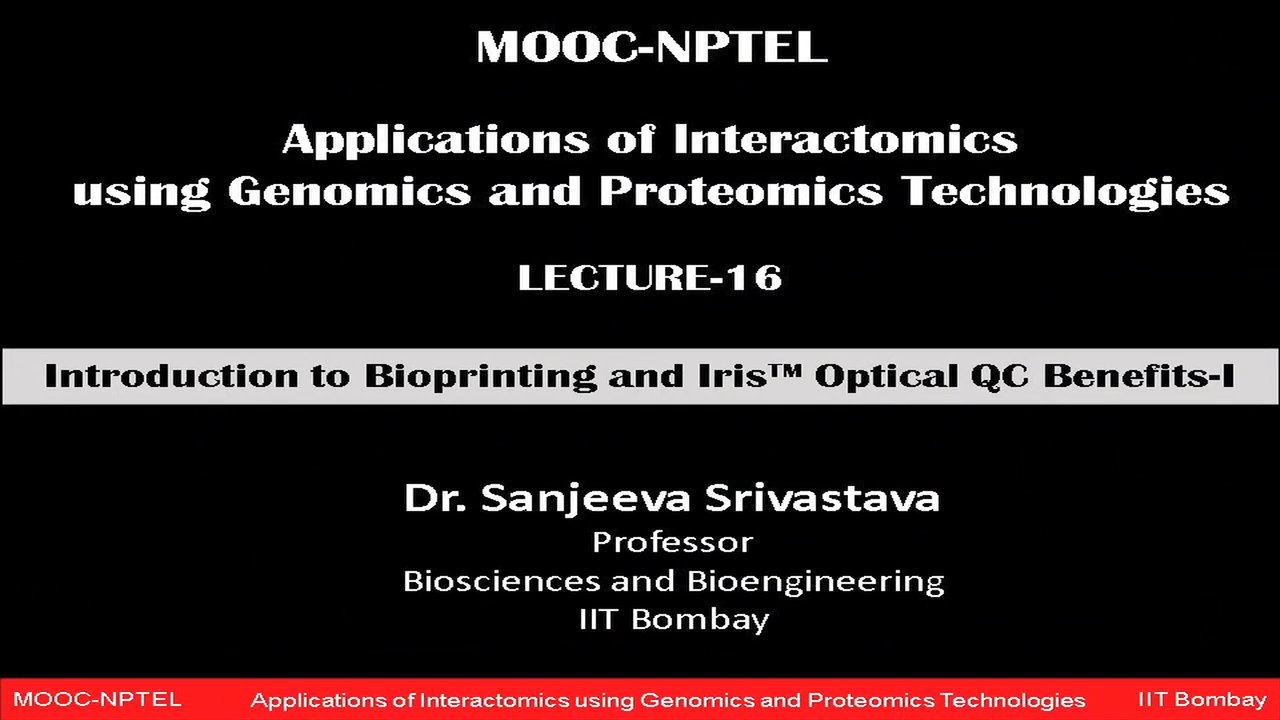 MOOC-NPTEL
Applications of Interactomics
using Genomics and Proteomics Technologies
LECTURE-16
Introduction to Bioprinting and Iris™ Optical QC Benefits-I
Dr. Sanjeeva Srivastava
Professor
Biosciences and Bioengineering
IIT Bombay
MOOC-NPTEL Applications of Interactomics using Genomics and Proteomics Technologies IIT Bombay